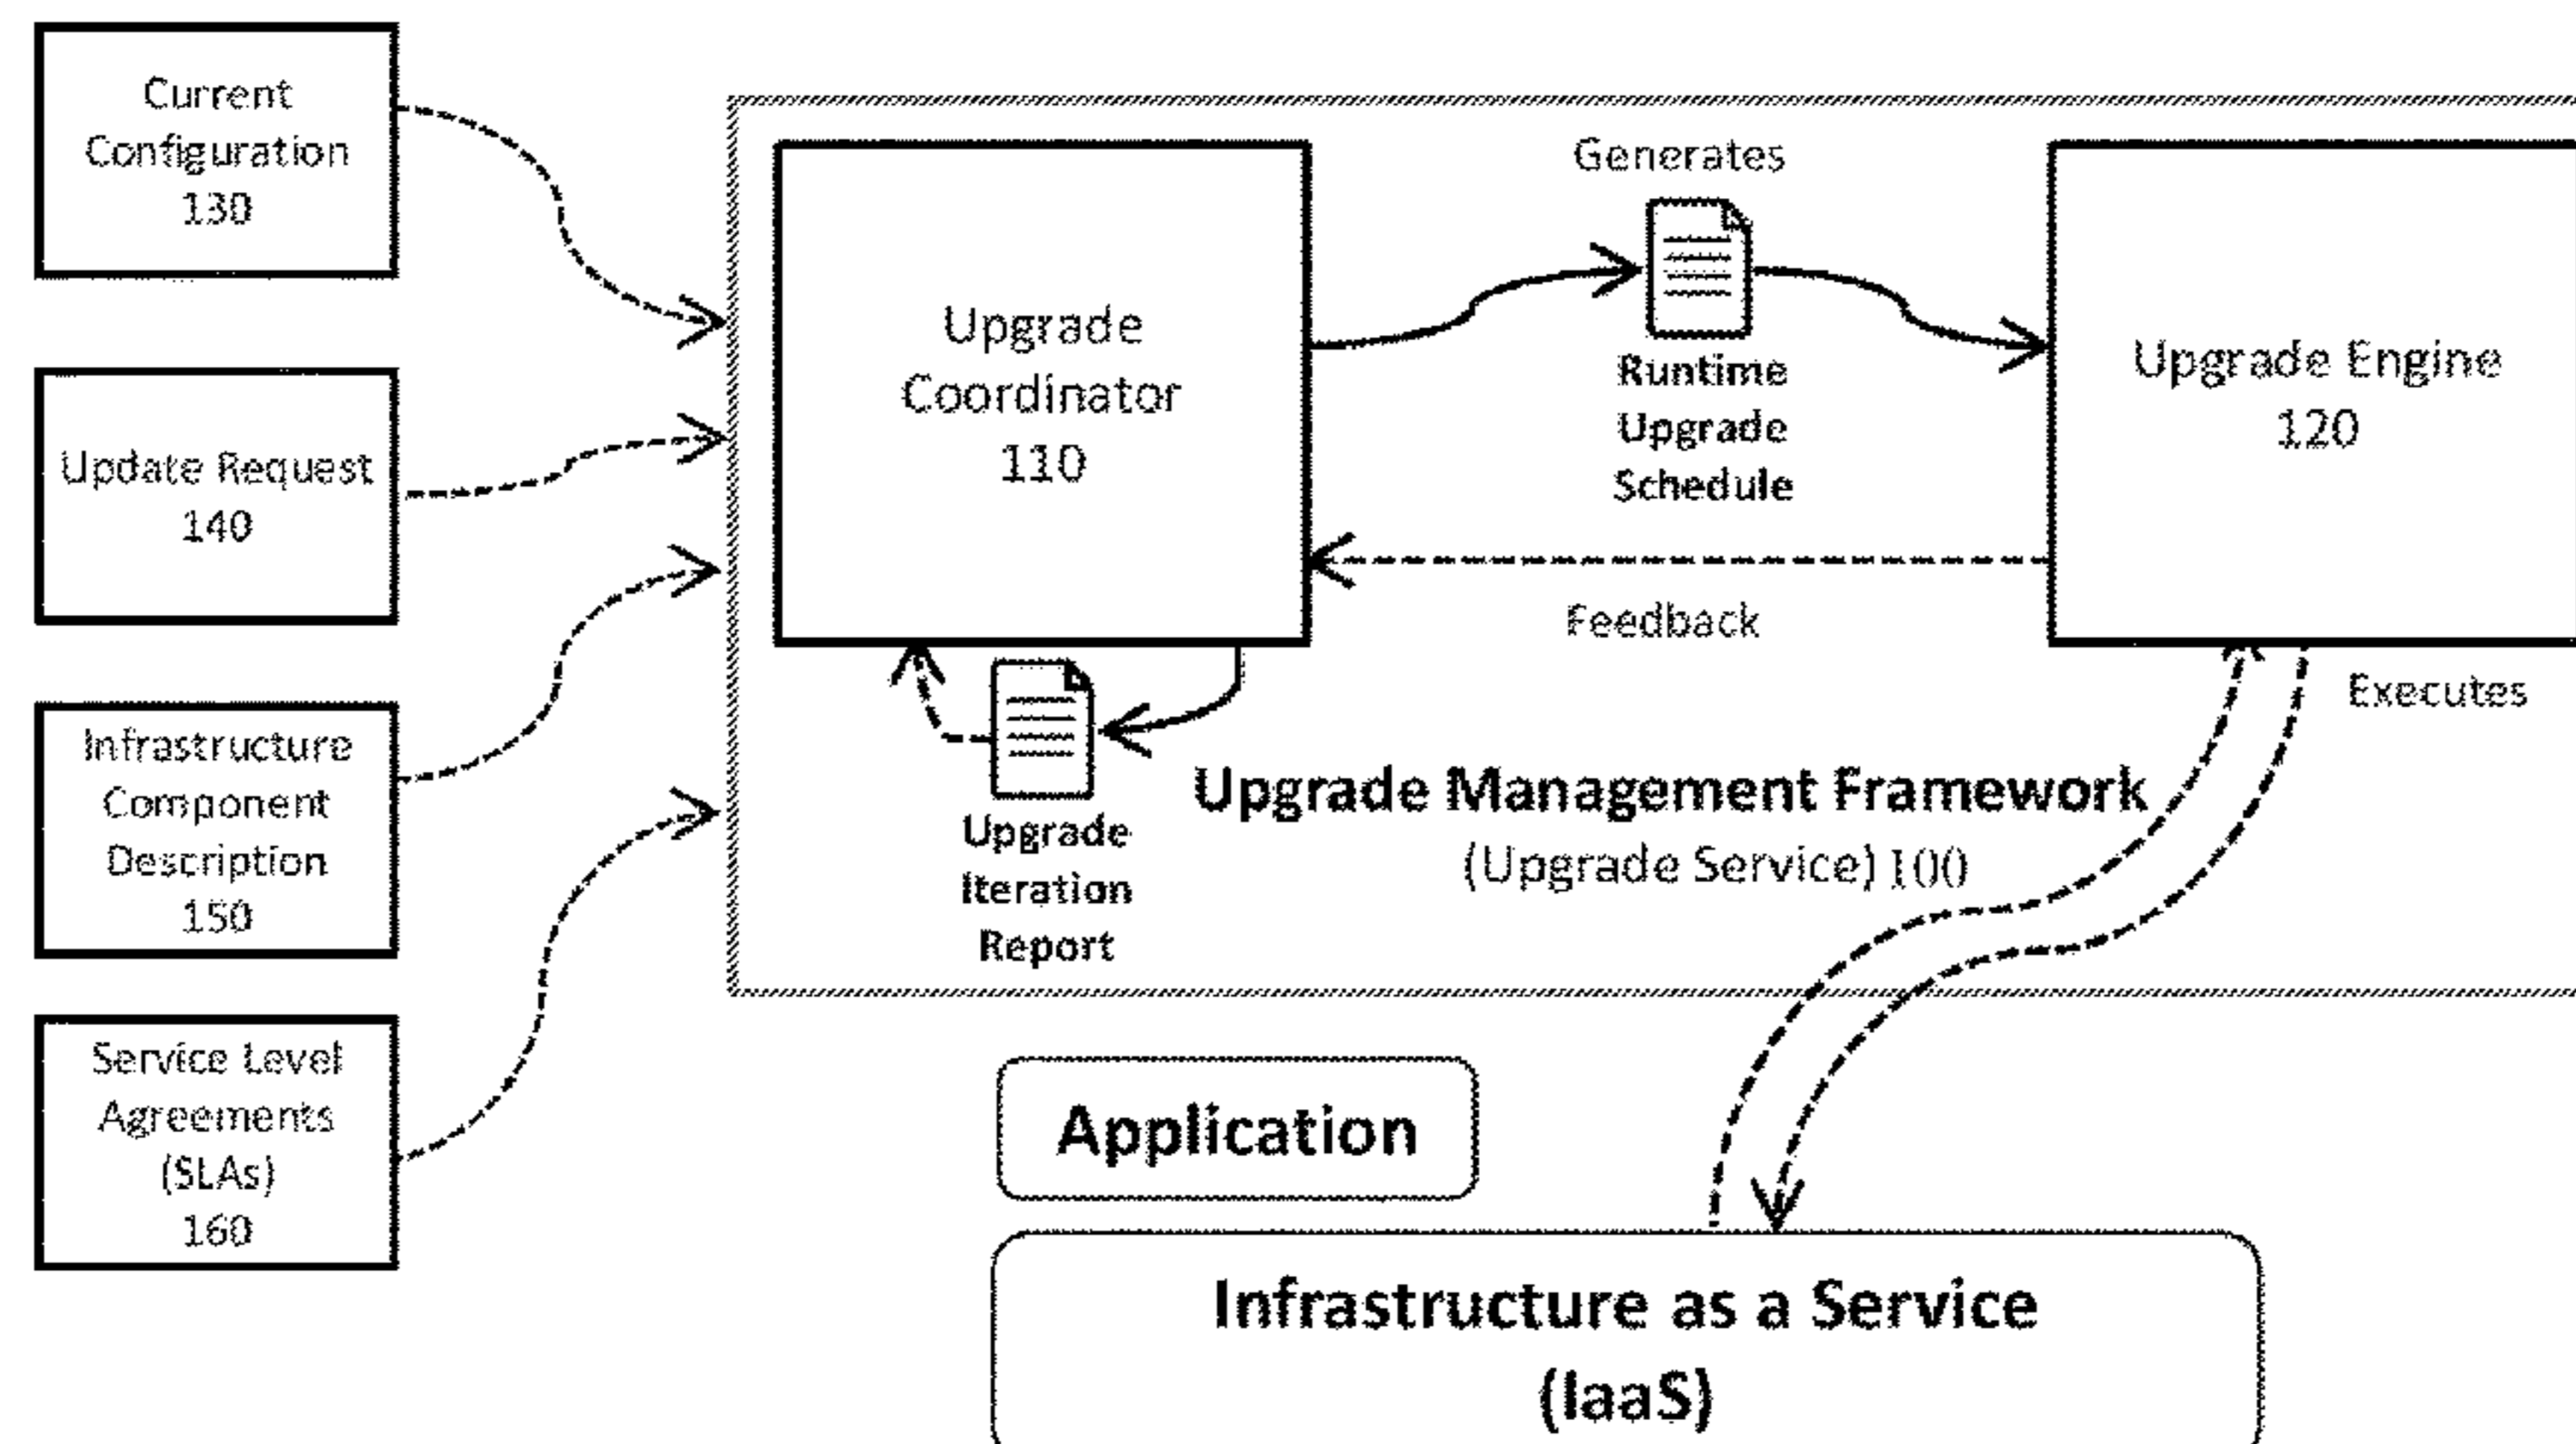 Current
Configuration
130
Update Request
140
Infrastructure
Component
Description
150
Service Level
Agreements
(SLAs)
160
Upgrade
Coordinator
110
Generates
Runtime
Upgrade
Schedule
Feedback
Upgrade Engine
120
Executes
Upgrade
Iteration
Report
Upgrade Management Framework
(Upgrade Service) 100
Application
Infrastructure as a Service
(IaaS)